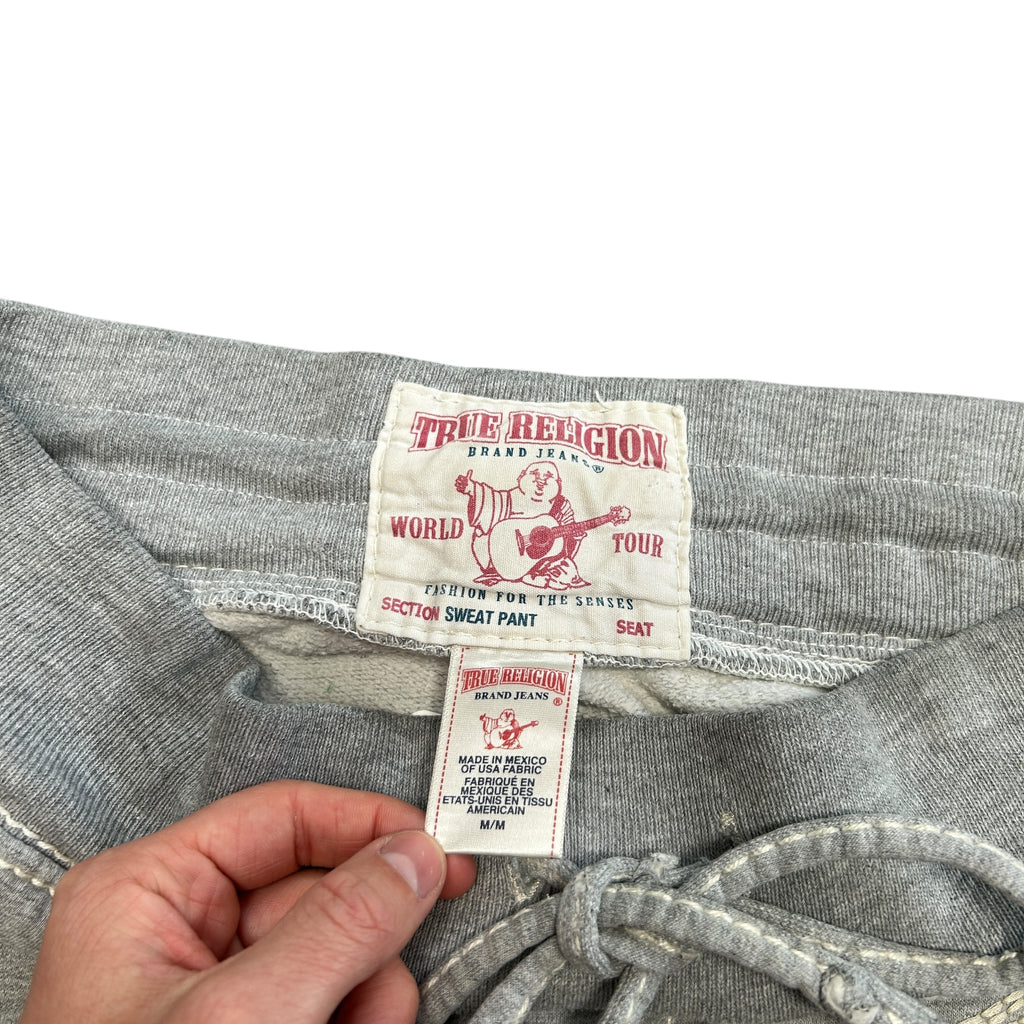 TRUE RELIGION
BRAND JEANS®
WORLD TOUR
FASHION FOR THE SENSES
SECTION SWEAT PANT SEAT
TRUE RELIGION
BRAND JEANS ®
MADE IN MEXICO
OF USA FABRIC
FABRIQUÉ EN
MEXIQUE DES
ETATS-UNIS EN TISSU
AMERICAIN
M/M